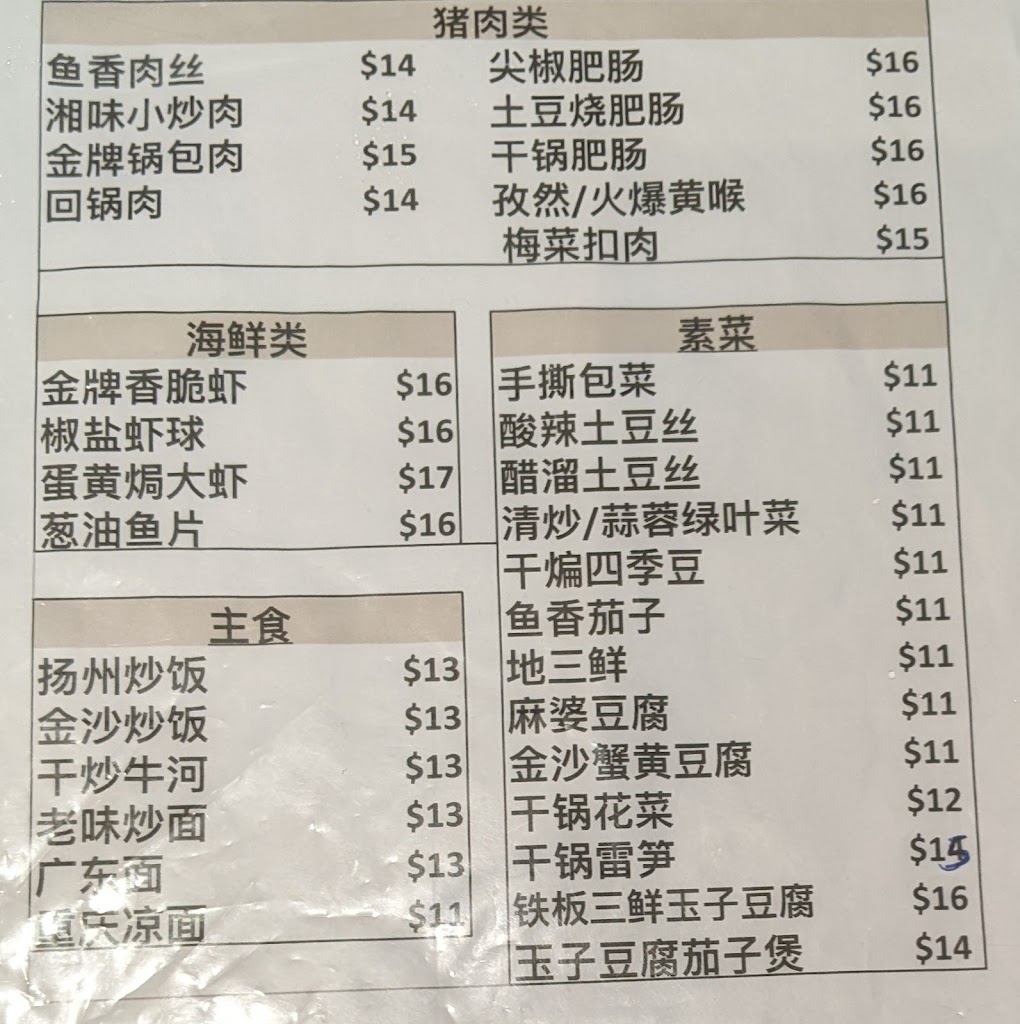 猪肉类
鱼香肉丝 $14
湘味小炒肉 $14
金牌锅包肉 $15
回锅肉 $14
尖椒肥肠 $16
土豆烧肥肠 $16
干锅肥肠 $16
孜然/火爆黄喉 $16
梅菜扣肉 $15
海鲜类
金牌香脆虾 $16
椒盐虾球 $16
蛋黄焗大虾 $17
葱油鱼片 $16
主食
扬州炒饭 $13
金沙炒饭 $13
干炒牛河 $13
老味炒面 $13
广东面 $13
重庆凉面 $11
素菜
手撕包菜 $11
酸辣土豆丝 $11
醋溜土豆丝 $11
清炒/蒜蓉绿叶菜 $11
干煸四季豆 $11
鱼香茄子 $11
地三鲜 $11
麻婆豆腐 $11
金沙蟹黄豆腐 $11
干锅花菜 $12
干锅雷笋 $15
铁板三鲜玉子豆腐 $16
玉子豆腐茄子煲 $14